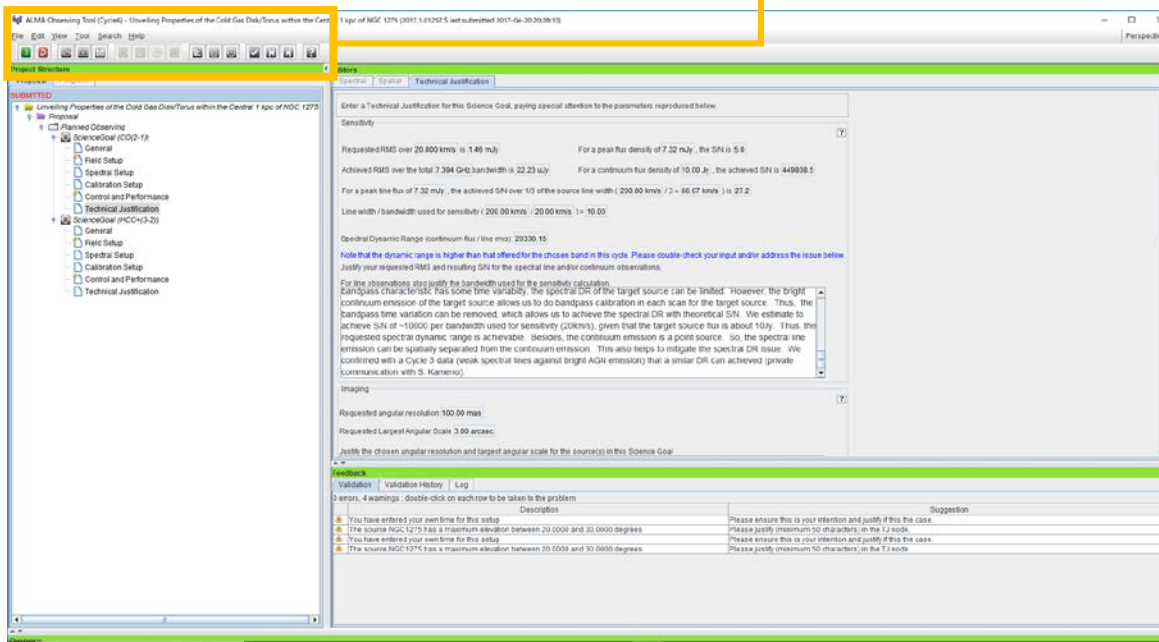 ALMA Observing Tool (Cycle6) - Unveiling Properties of the Cold Gas Disk/Torus within the Central 1 kpc of NGC 1275 (2017.1.01257.S last submitted 2017-04-20 20:28:10)
File Edit View Tool Search Help
Perspectiv
Project Structure
Editors
Proposal
Spectral Spatial Technical Justification
SUBMITTED
Unveiling Properties of the Cold Gas Disk/Torus within the Central 1 kpc of NGC 1275
Proposal
Planned Observing
ScienceGoal (CO(2-1))
General
Field Setup
Spectral Setup
Calibration Setup
Control and Performance
Technical Justification
ScienceGoal (HCO+(3-2))
General
Field Setup
Spectral Setup
Calibration Setup
Control and Performance
Technical Justification
Enter a Technical Justification for this Science Goal, paying special attention to the parameters reproduced below.
Sensitivity
?
Requested RMS over 20.000 km/s is 1.46 mJy For a peak flux density of 7.32 mJy, the S/N is 5.0
Achieved RMS over the total 7.394 GHz bandwidth is 22.23 uJy For a continuum flux density of 10.00 Jy, the achieved S/N is 449808.5
For a peak line flux of 7.32 mJy, the achieved S/N over 1/3 of the source line width ( 200.00 km/s / 3 = 66.67 km/s ) is 27.2
Line width / bandwidth used for sensitivity ( 200.00 km/s / 20.00 km/s ) = 10.00
Spectral Dynamic Range (continuum flux / line rms): 20330.15
Note that the dynamic range is higher than that offered for the chosen band in this cycle. Please double-check your input and/or address the issue below.
Justify your requested RMS and resulting S/N for the spectral line and/or continuum observations.
For line observations also justify the bandwidth used for the sensitivity calculation.
bandpass characteristic has some time variabilty, the spectral DR of the target source can be limited. However, the bright
continuum emission of the target source allows us to do bandpass calibration in each scan for the target source. Thus, the
bandpass time variation can be removed, which allows us to achieve the spectral DR with theoretical S/N. We estimate to
achieve S/N of ~10000 per bandwidth used for sensitivity (20km/s), given that the target source flux is about 10Jy. Thus, the
requested spectral dynamic range is achievable. Besides, the continuum emission is a point source. So, the spectral line
emission can be spatially separated from the continuum emission. This also helps to mitigate the spectral DR issue. We
confirmed with a Cycle 3 data (weak spectral lines against bright AGN emission) that a similar DR can achieved (private
communication with S. Kameno).
Imaging
?
Requested angular resolution 100.00 mas
Requested Largest Angular Scale 3.00 arcsec
Justify the chosen angular resolution and largest angular scale for the source(s) in this Science Goal
Feedback
Validation Validation History Log
3 errors, 4 warnings : double-click on each row to be taken to the problem
Description Suggestion
You have entered your own time for this setup Please ensure this is your intention and justify if this the case.
The source NGC1275 has a maximum elevation between 20.0000 and 30.0000 degrees Please justify (minimum 50 characters) in the TJ node.
You have entered your own time for this setup Please ensure this is your intention and justify if this the case.
The source NGC1275 has a maximum elevation between 20.0000 and 30.0000 degrees Please justify (minimum 50 characters) in the TJ node.